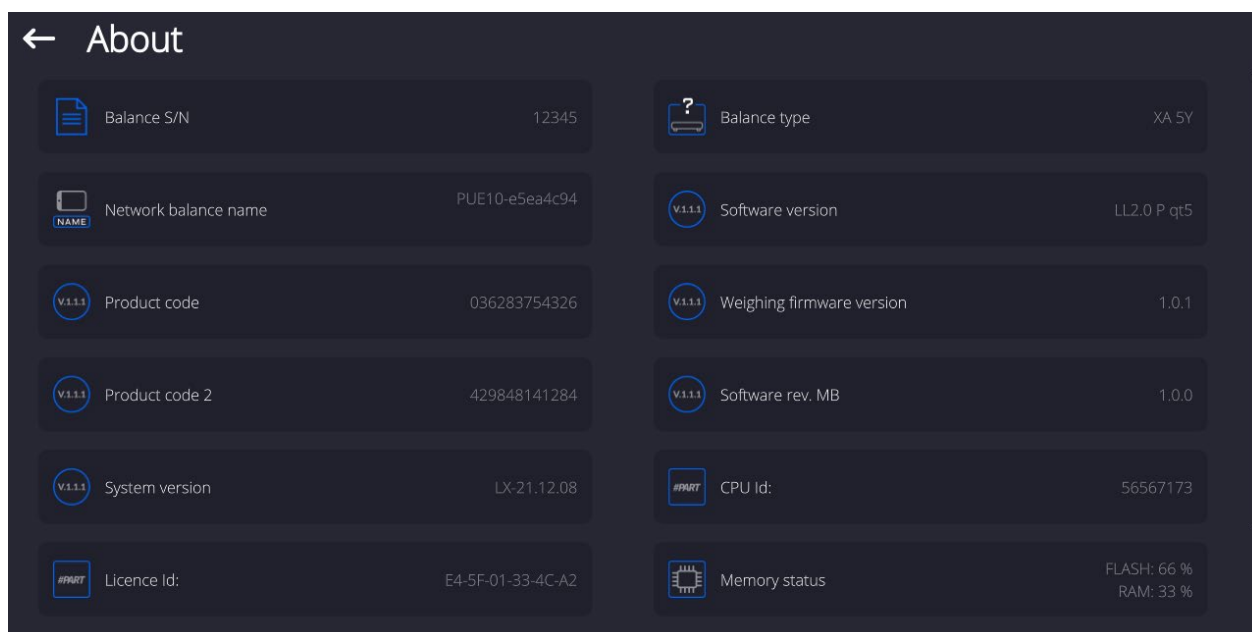 About
Balance S/N 12345
? Balance type XA 5Y
NAME Network balance name PUE10-e5ea4c94
V.1.1.1 Software version LL2.0 P qt5
V.1.1.1 Product code 036283754326
V.1.1.1 Weighing firmware version 1.0.1
V.1.1.1 Product code 2 429848141284
V.1.1.1 Software rev. MB 1.0.0
V.1.1.1 System version LX-21.12.08
#PART CPU Id: 56567173
#PART Licence Id: E4-5F-01-33-4C-A2
Memory status FLASH: 66 %
RAM: 33 %